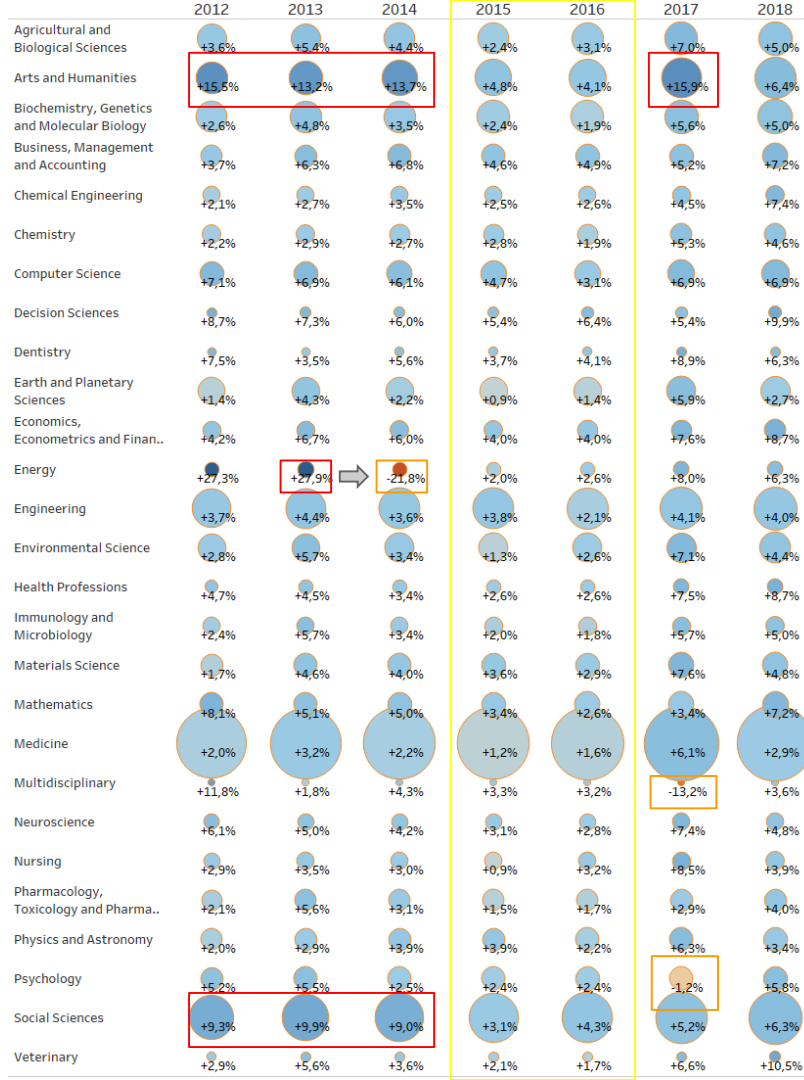 2012 2013 2014 2015 2016 2017 2018
Agricultural and
Biological Sciences +3,6% +5,4% +4,4% +2,4% +3,1% +7,0% +5,0%
Arts and Humanities +15,5% +13,2% +13,7% +4,8% +4,1% +15,9% +6,4%
Biochemistry, Genetics
and Molecular Biology +2,6% +4,8% +3,5% +2,4% +1,9% +5,6% +5,0%
Business, Management
and Accounting +3,7% +6,3% +6,8% +4,6% +4,9% +5,2% +7,2%
Chemical Engineering +2,1% +2,7% +3,5% +2,5% +2,6% +4,5% +7,4%
Chemistry +2,2% +2,9% +2,7% +2,8% +1,9% +5,3% +4,6%
Computer Science +7,1% +6,9% +6,1% +4,7% +3,1% +6,9% +6,9%
Decision Sciences +8,7% +7,3% +6,0% +5,4% +6,4% +5,4% +9,9%
Dentistry +7,5% +3,5% +5,6% +3,7% +4,1% +8,9% +6,3%
Earth and Planetary
Sciences +1,4% +4,3% +2,2% +0,9% +1,4% +5,9% +2,7%
Economics,
Econometrics and Finan.. +4,2% +6,7% +6,0% +4,0% +4,0% +7,6% +8,7%
Energy +27,3% +27,9% -21,8% +2,0% +2,6% +8,0% +6,3%
Engineering +3,7% +4,4% +3,6% +3,8% +2,1% +4,1% +4,0%
Environmental Science +2,8% +5,7% +3,4% +1,3% +2,6% +7,1% +4,4%
Health Professions +4,7% +4,5% +3,4% +2,6% +2,6% +7,5% +8,7%
Immunology and
Microbiology +2,4% +5,7% +3,4% +2,0% +1,8% +5,7% +5,0%
Materials Science +1,7% +4,6% +4,0% +3,6% +2,9% +7,6% +4,8%
Mathematics +8,1% +5,1% +5,0% +3,4% +2,6% +3,4% +7,2%
Medicine +2,0% +3,2% +2,2% +1,2% +1,6% +6,1% +2,9%
Multidisciplinary +11,8% +1,8% +4,3% +3,3% +3,2% -13,2% +3,6%
Neuroscience +6,1% +5,0% +4,2% +3,1% +2,8% +7,4% +4,8%
Nursing +2,9% +3,5% +3,0% +0,9% +3,2% +8,5% +3,9%
Pharmacology,
Toxicology and Pharma.. +2,1% +5,6% +3,1% +1,5% +1,7% +2,9% +4,0%
Physics and Astronomy +2,0% +2,9% +3,9% +3,9% +2,2% +6,3% +3,4%
Psychology +5,2% +5,5% +2,5% +2,4% +2,4% -1,2% +5,8%
Social Sciences +9,3% +9,9% +9,0% +3,1% +4,3% +5,2% +6,3%
Veterinary +2,9% +5,6% +3,6% +2,1% +1,7% +6,6% +10,5%